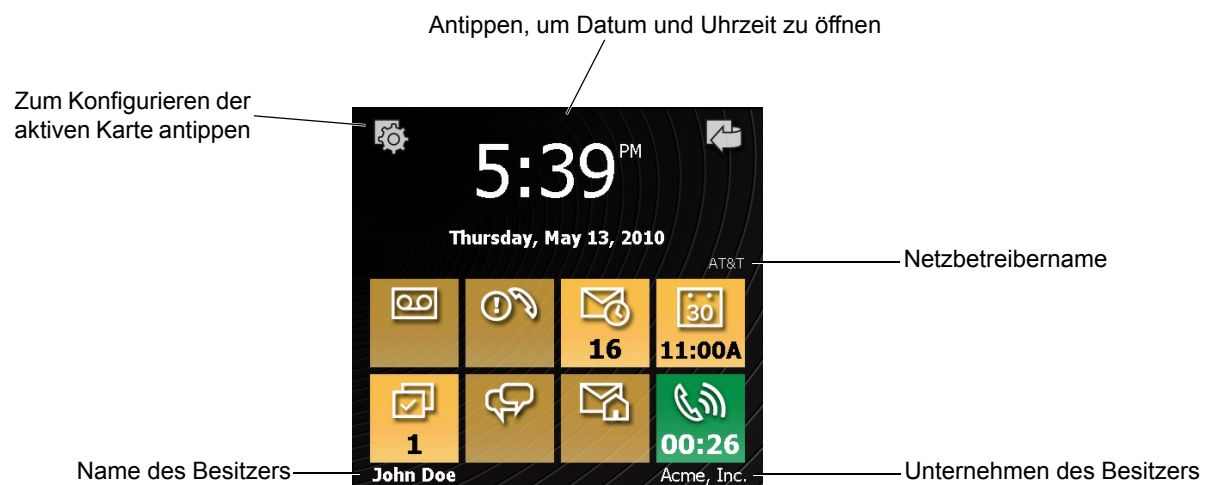 Antippen, um Datum und Uhrzeit zu öffnen
Zum Konfigurieren der
aktiven Karte antippen
5:39 PM
Thursday, May 13, 2010
AT&T
Netzbetreibername
30
16
11:00A
1
00:26
Name des Besitzers
John Doe
Acme, Inc.
Unternehmen des Besitzers